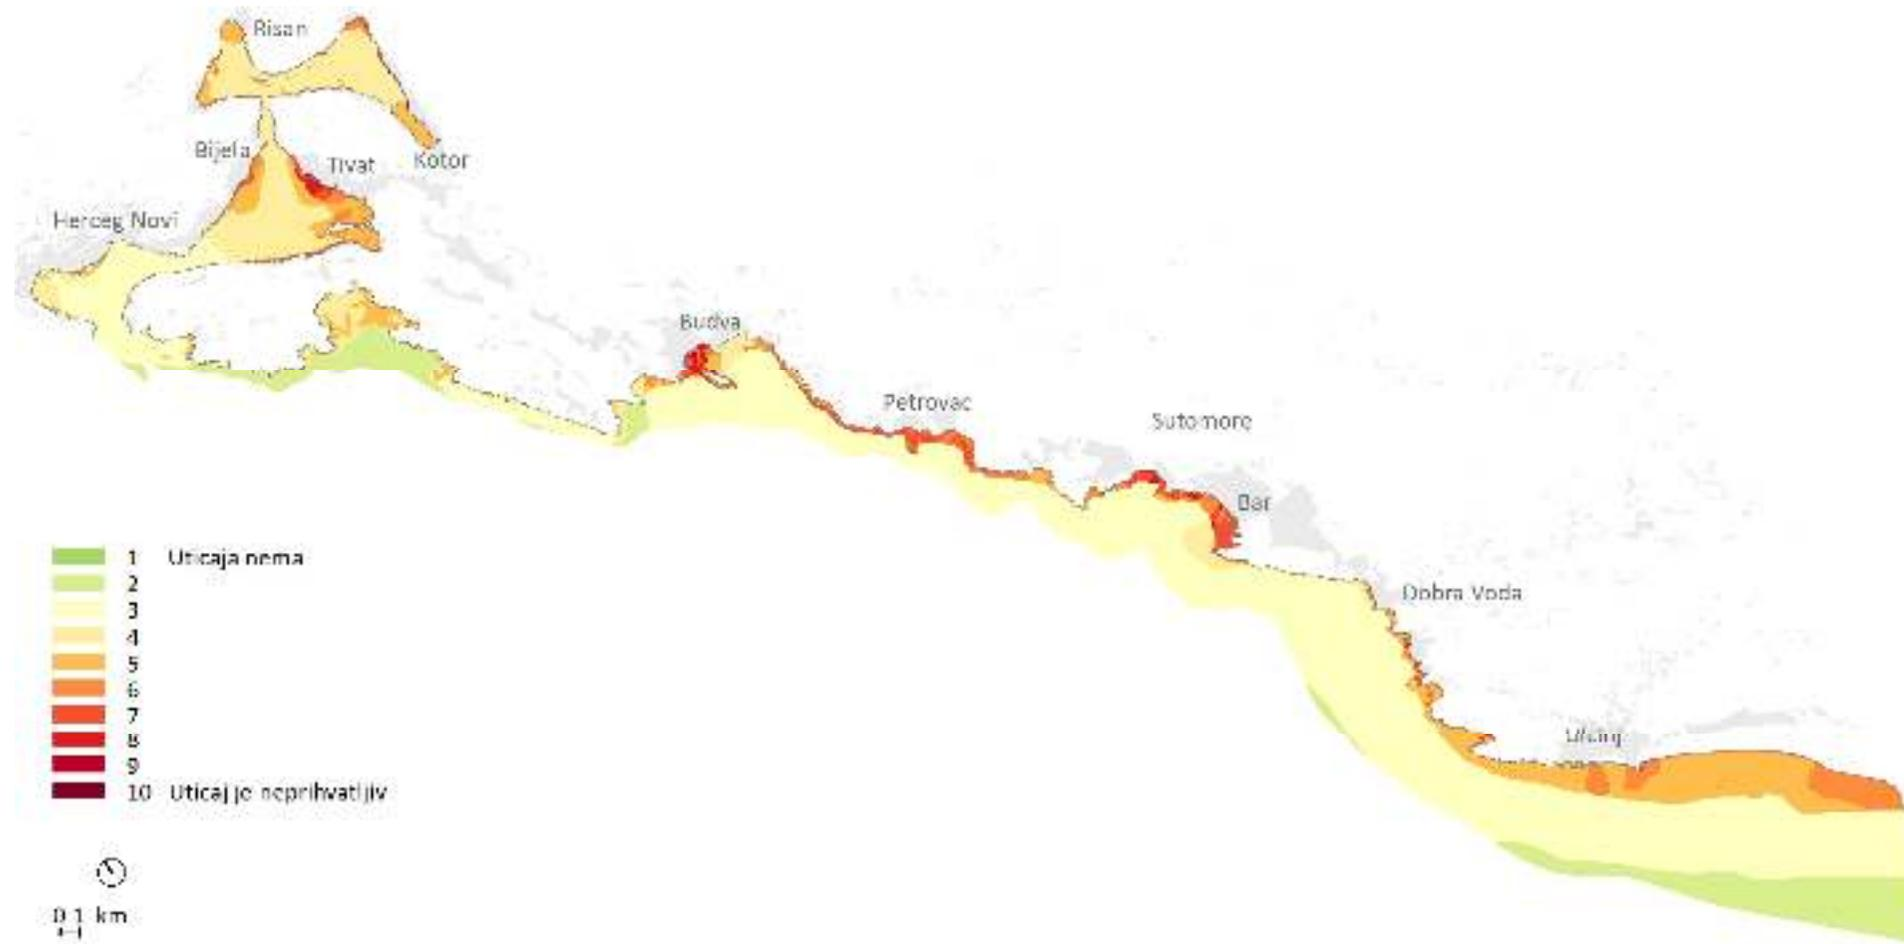 Risan
Bijela
Tivat
Kotor
Herceg Novi
Budva
Petrovac
Sutomore
Bar
Dobra Voda
Ulcinj
1 Uticaja nema
2
3
4
5
6
7
8
9
10 Uticaj je neprihvatljiv
0 1 km